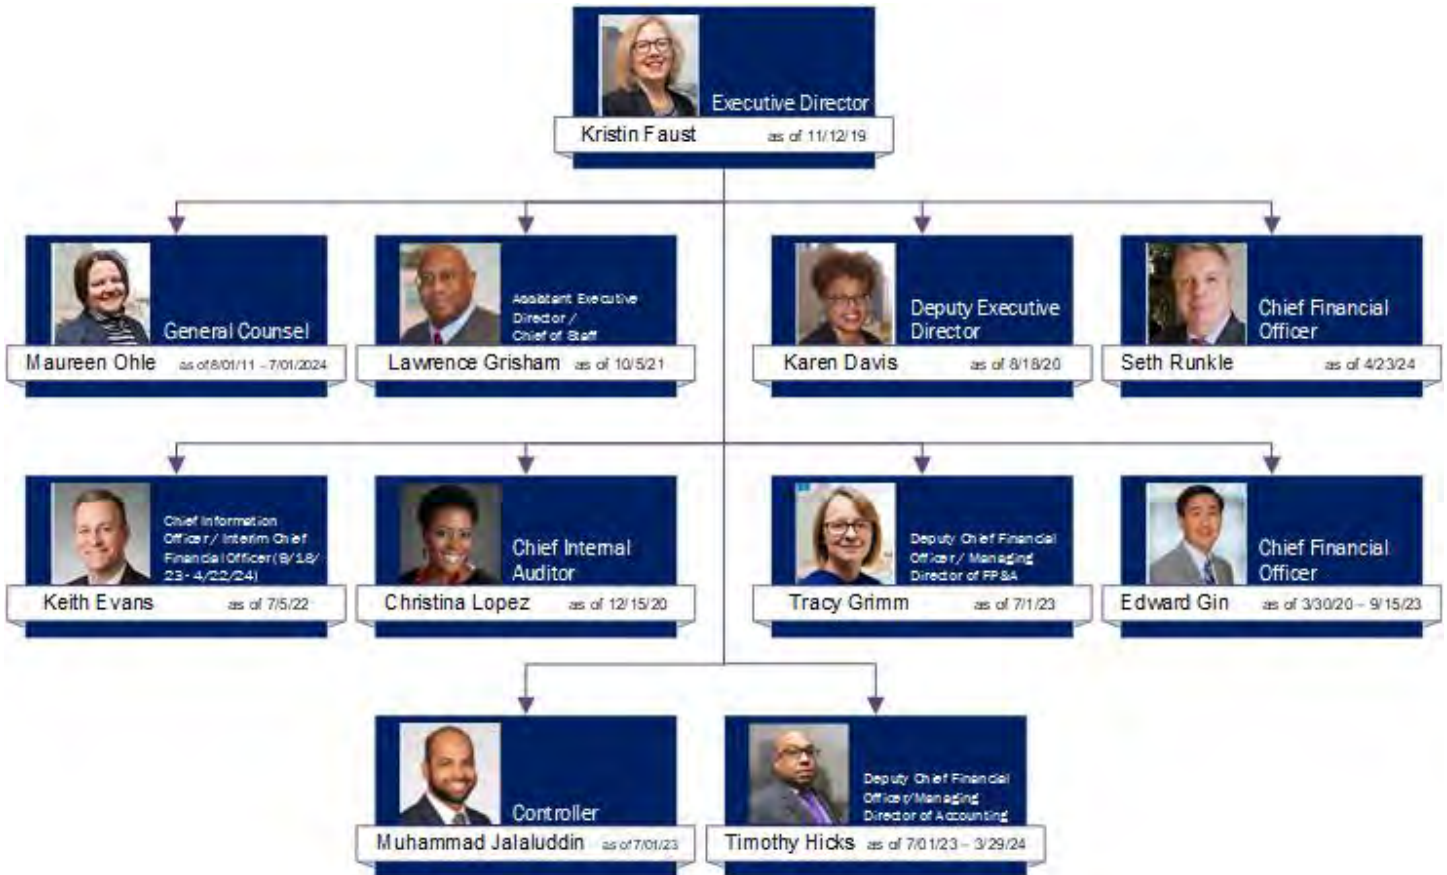 Executive Director
Kristin Faust as of 11/12/19
General Counsel
Maureen Ohle as of 8/01/11 – 7/01/2024
Assistant Executive
Director /
Chief of Staff
Lawrence Grisham as of 10/5/21
Deputy Executive
Director
Karen Davis as of 8/18/20
Chief Financial
Officer
Seth Runkle as of 4/23/24
Chief Information
Officer / Interim Chief
Financial Officer (9/18/
23- 4/22/24)
Keith Evans as of 7/5/22
Chief Internal
Auditor
Christina Lopez as of 12/15/20
Deputy Chief Financial
Officer / Managing
Director of FP&A
Tracy Grimm as of 7/1/23
Chief Financial
Officer
Edward Gin as of 3/30/20 – 9/15/23
Controller
Muhammad Jalaluddin as of 7/01/23
Deputy Chief Financial
Officer/Managing
Director of Accounting
Timothy Hicks as of 7/01/23 – 3/29/24